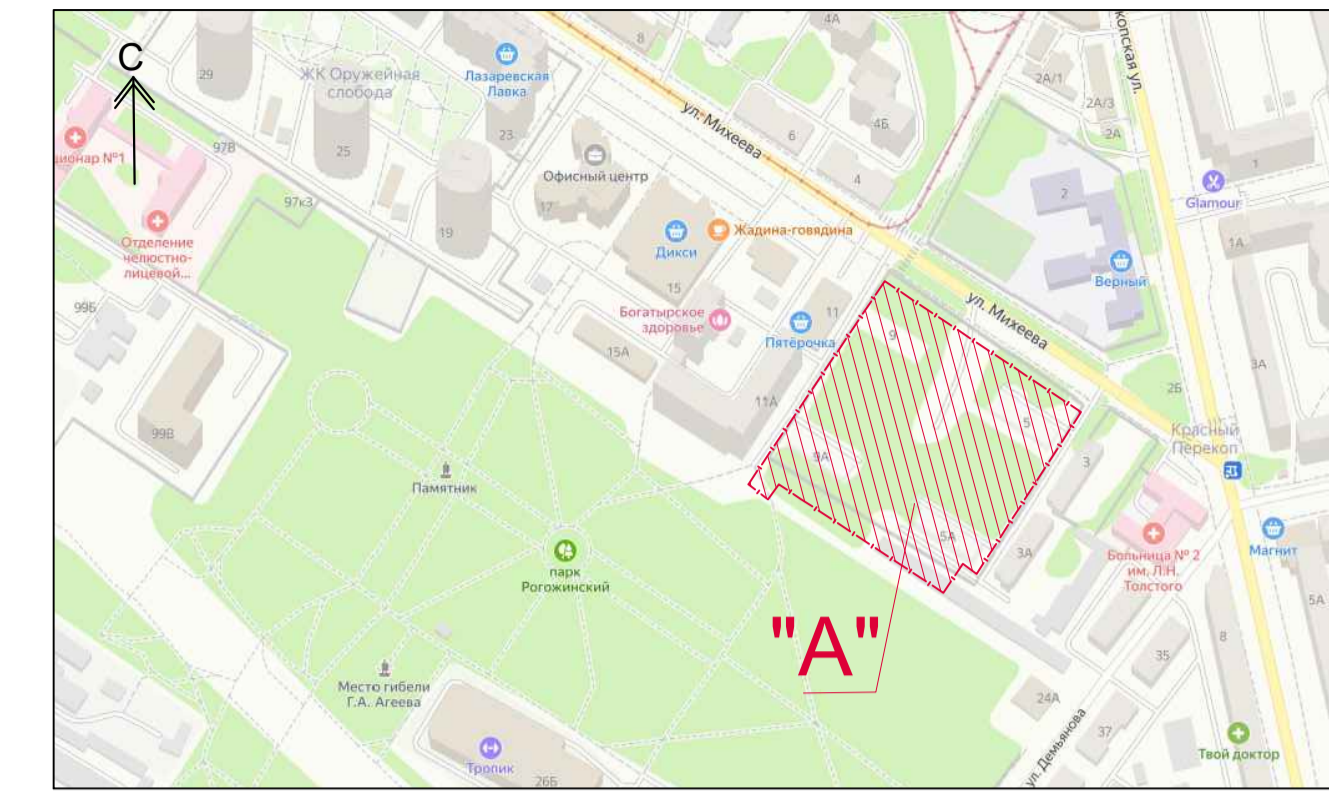 С
29
ЖК Оружейная
слобода
Лазаревская
Лавка
8
4А
2А/1
2А/3
2А
копская ул.
ул. Михеева
6
4Б
4
23
25
97В
ционар №1
97к3
Отделение
челюстно-
лицевой...
19
Офисный центр
17
Дикси
Жадина-говядина
15
Богатырское
здоровье
15А
11
Пятёрочка
11А
2
Верный
1
Glamour
1А
99Б
99В
ул. Михеева
9
5
9А
5А
3
3А
2Б
3А
Красный
Перекоп
Больница № 2
им. Л.Н.
Толстого
Магнит
5А
Памятник
парк
Рогожинский
"А"
Место гибели
Г.А. Агеева
Тропик
26Б
24А
35
37
8
ул. Демьянова
Твой доктор